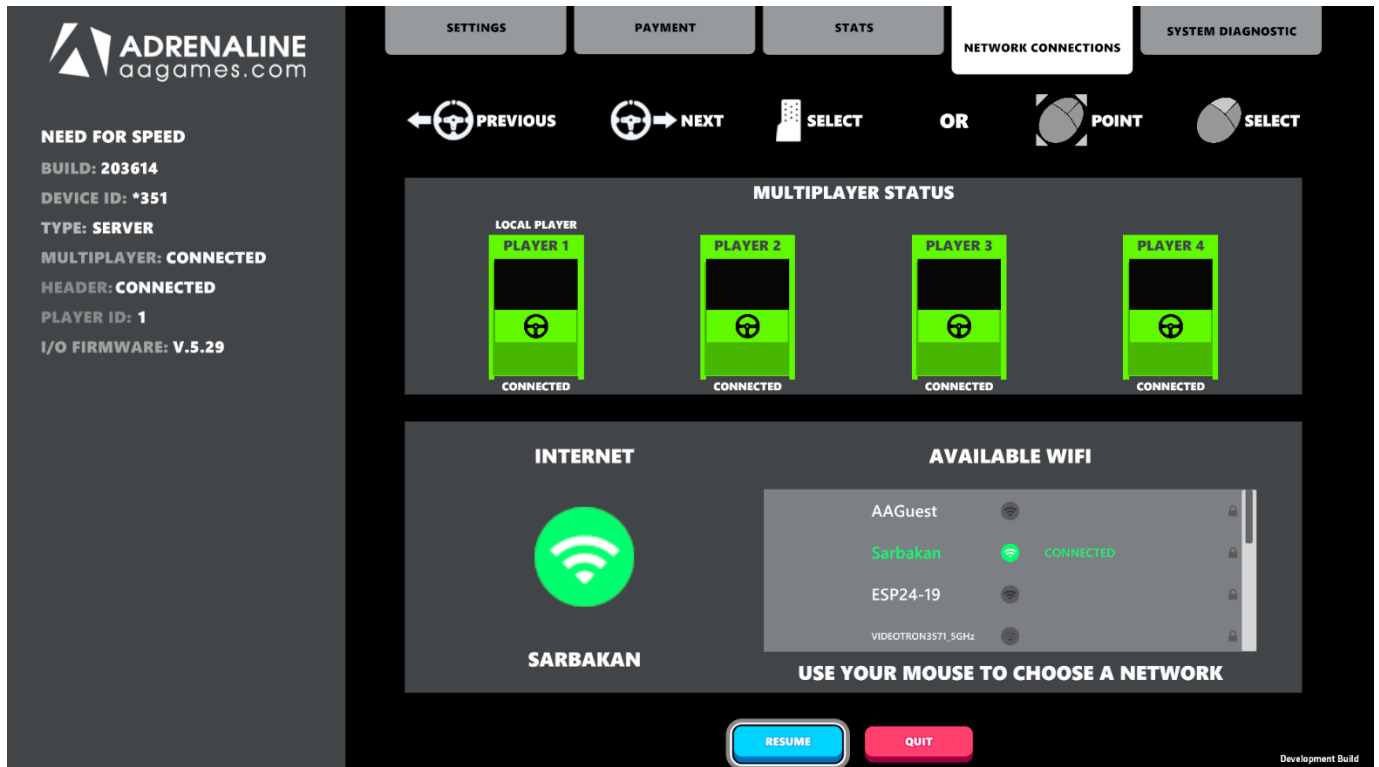 ADRENALINE
aagames.com
NEED FOR SPEED
BUILD: 203614
DEVICE ID: *351
TYPE: SERVER
MULTIPLAYER: CONNECTED
HEADER: CONNECTED
PLAYER ID: 1
I/O FIRMWARE: V.5.29
SETTINGS
PAYMENT
STATS
NETWORK CONNECTIONS
SYSTEM DIAGNOSTIC
PREVIOUS
NEXT
SELECT
OR
POINT
SELECT
MULTIPLAYER STATUS
LOCAL PLAYER
PLAYER 1
PLAYER 2
PLAYER 3
PLAYER 4
CONNECTED
CONNECTED
CONNECTED
CONNECTED
INTERNET
SARBAKAN
AVAILABLE WIFI
AAGuest
Sarbakan CONNECTED
ESP24-19
VIDEOTRON3571_5GHz
USE YOUR MOUSE TO CHOOSE A NETWORK
RESUME
QUIT
Development Build